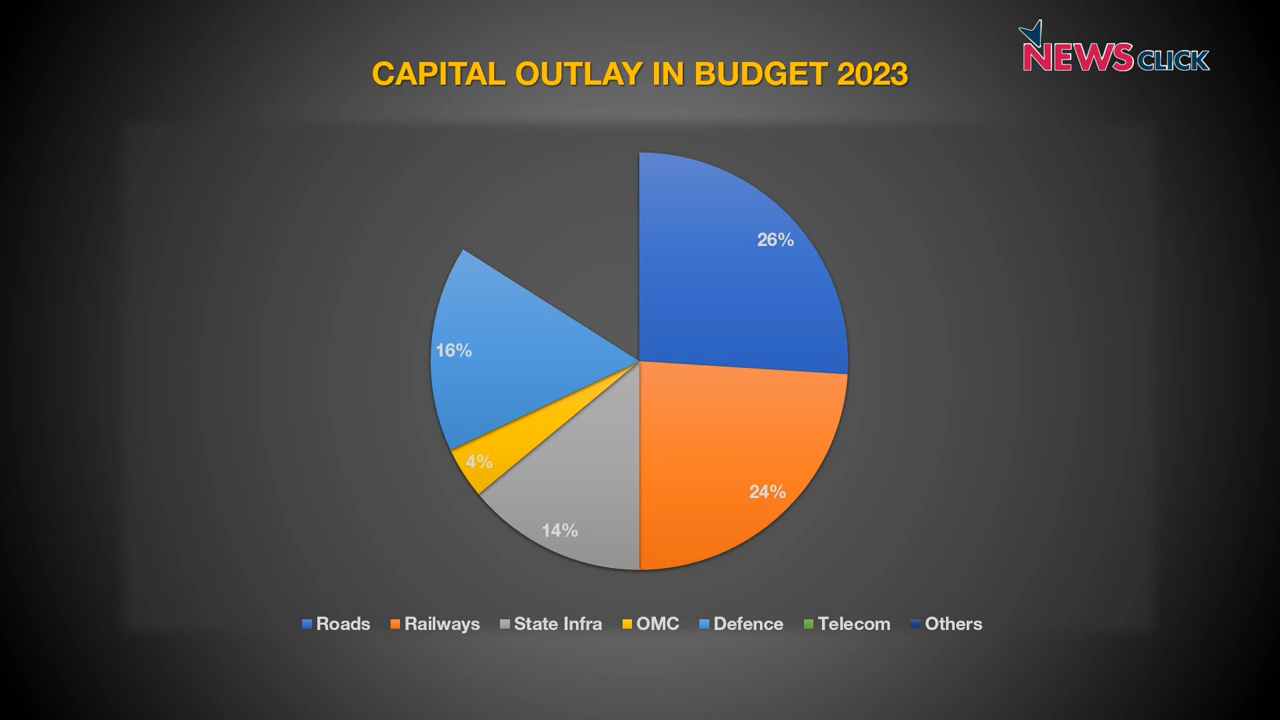 NEWSCLICK
CAPITAL OUTLAY IN BUDGET 2023
26%
16%
4%
24%
14%
Roads Railways State Infra OMC Defence Telecom Others